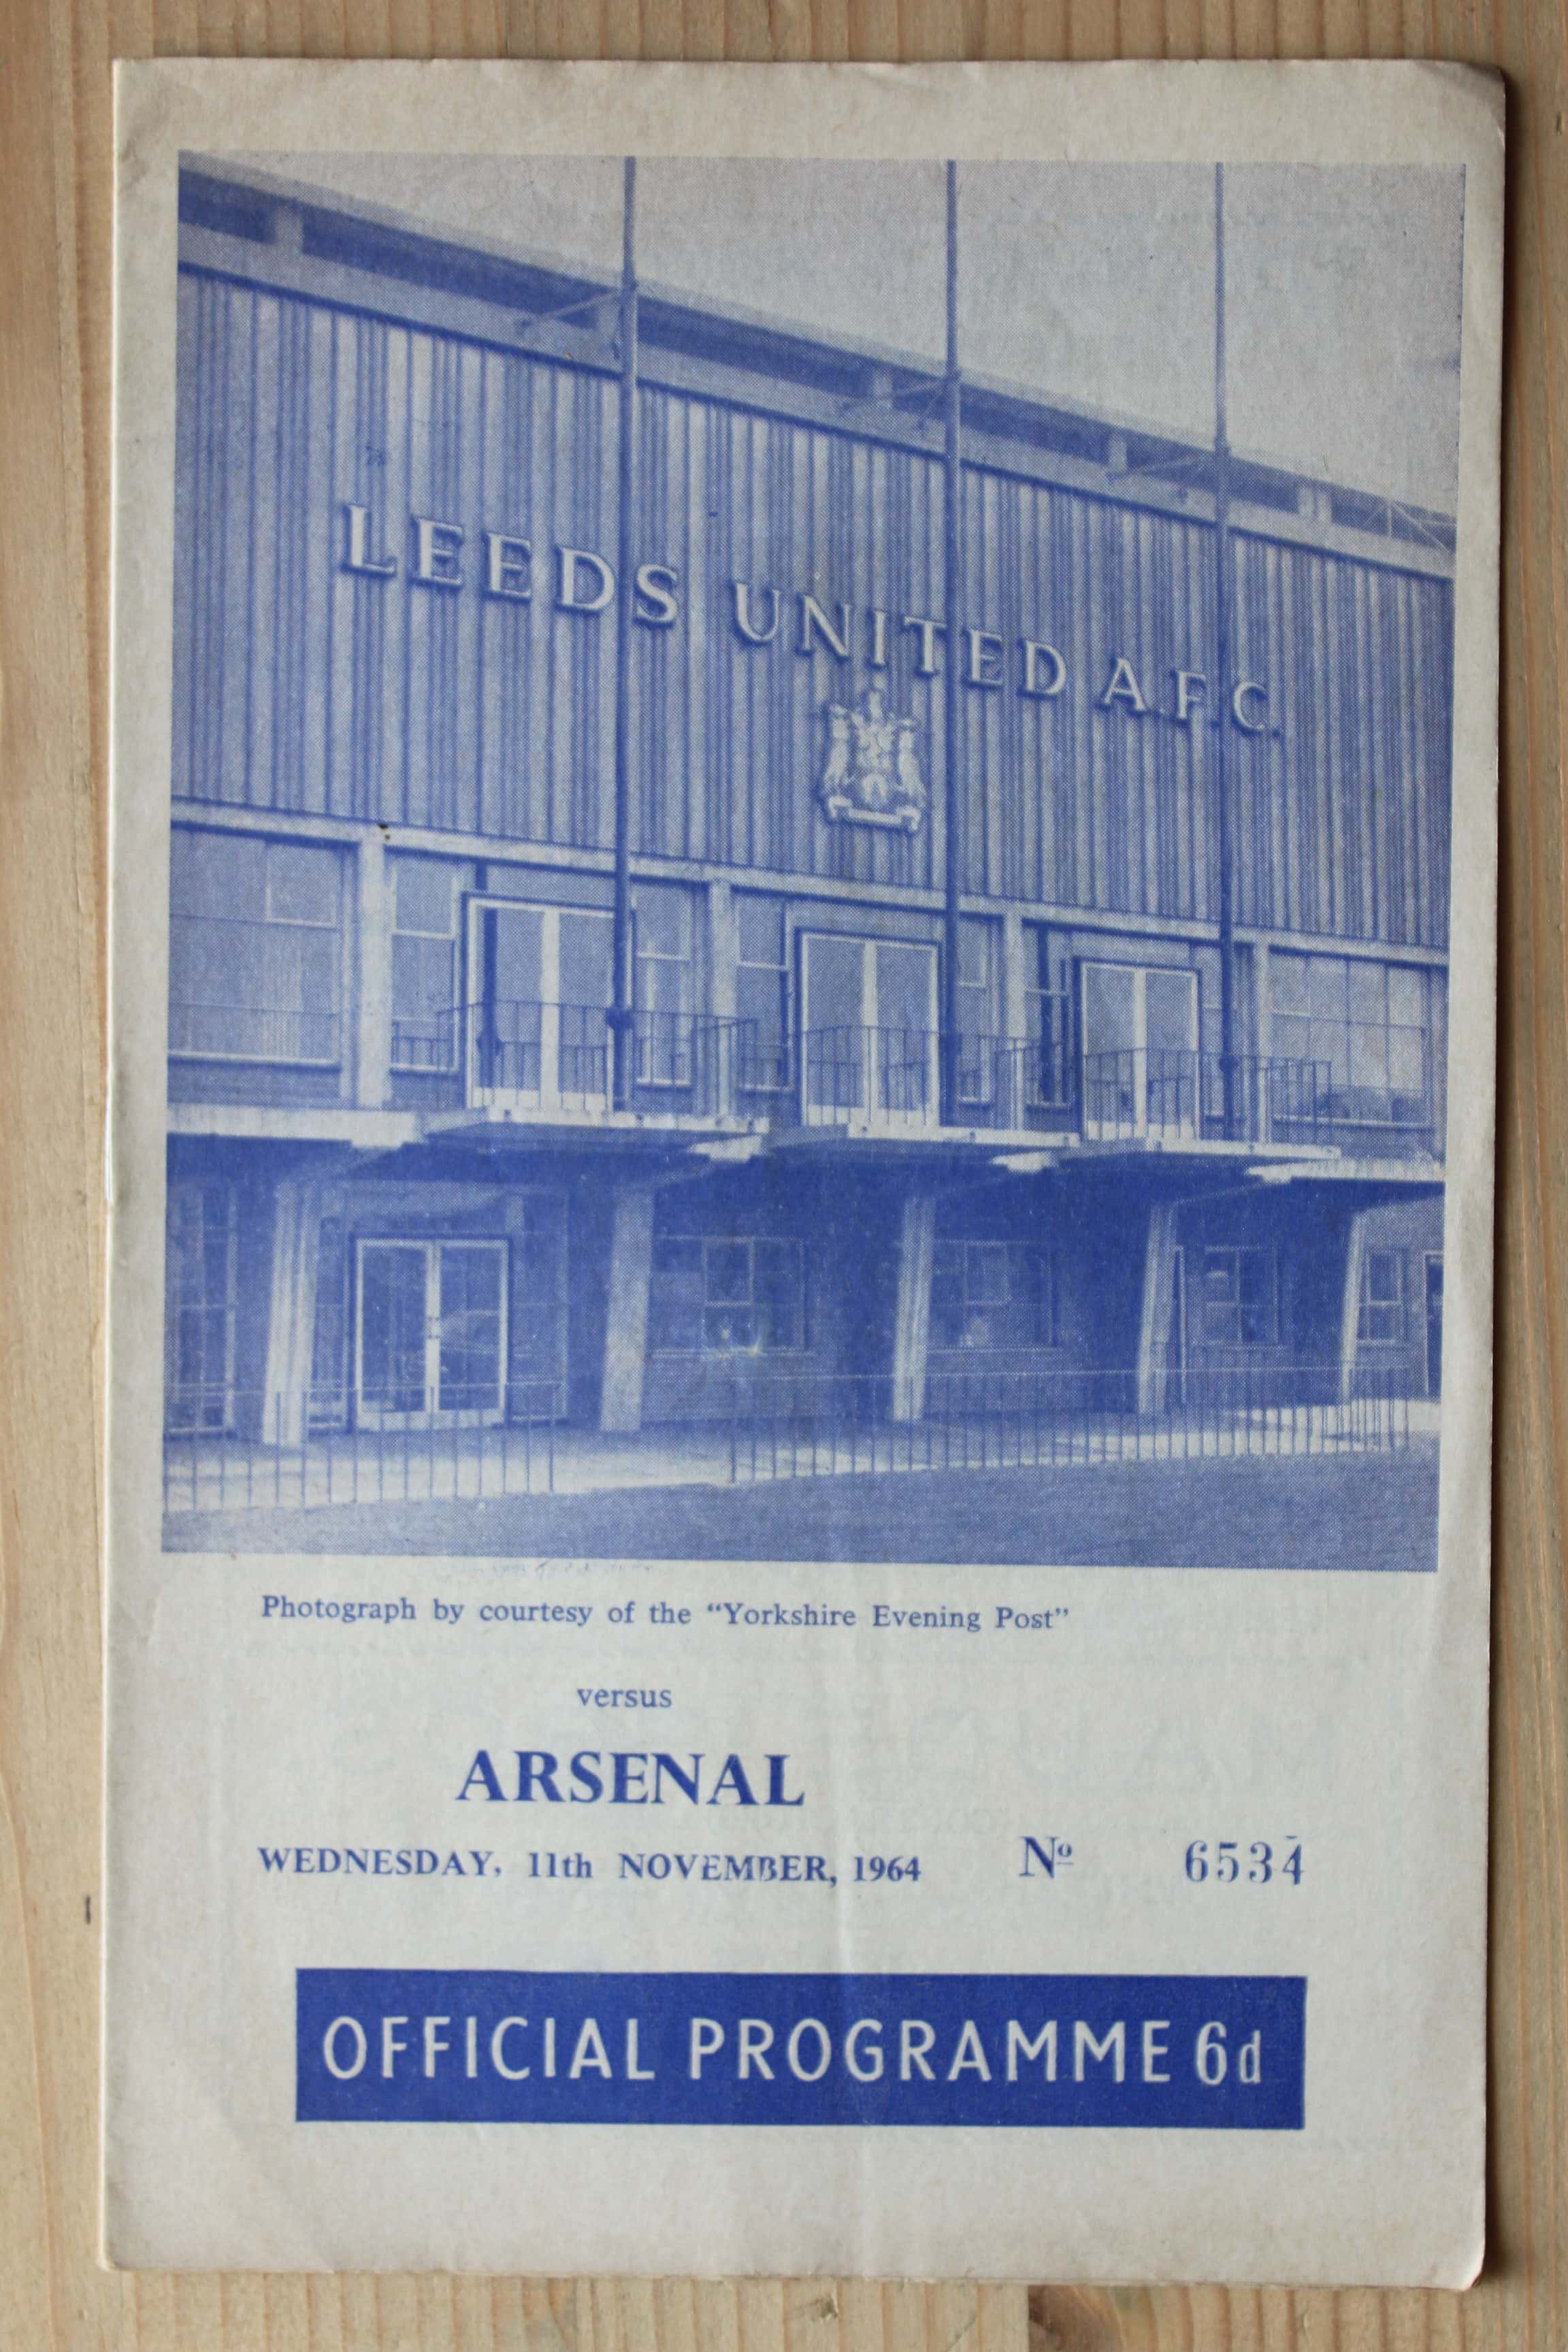 LEEDS UNITED A.F.C.
Photograph by courtesy of the "Yorkshire Evening Post"
versus
ARSENAL
WEDNESDAY, 11th NOVEMBER, 1964 Nº 6534
OFFICIAL PROGRAMME 6d